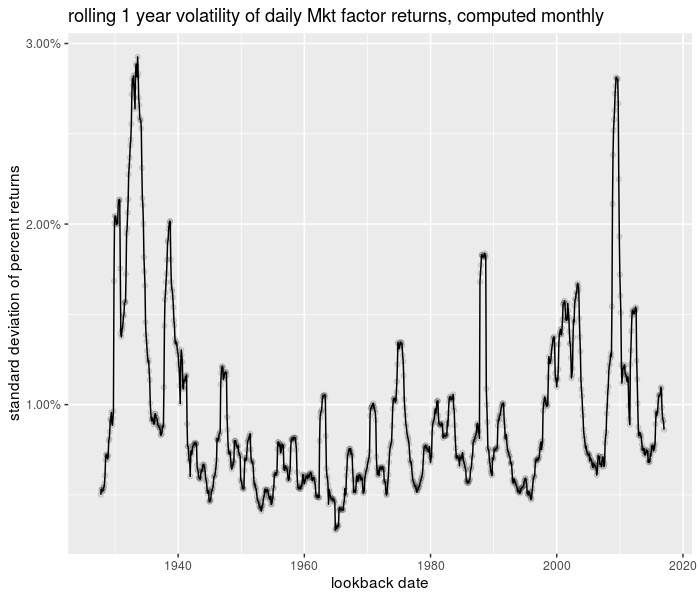 rolling 1 year volatility of daily Mkt factor returns, computed monthly
3.00%
2.00%
1.00%
standard deviation of percent returns
1940
1960
1980
2000
2020
lookback date